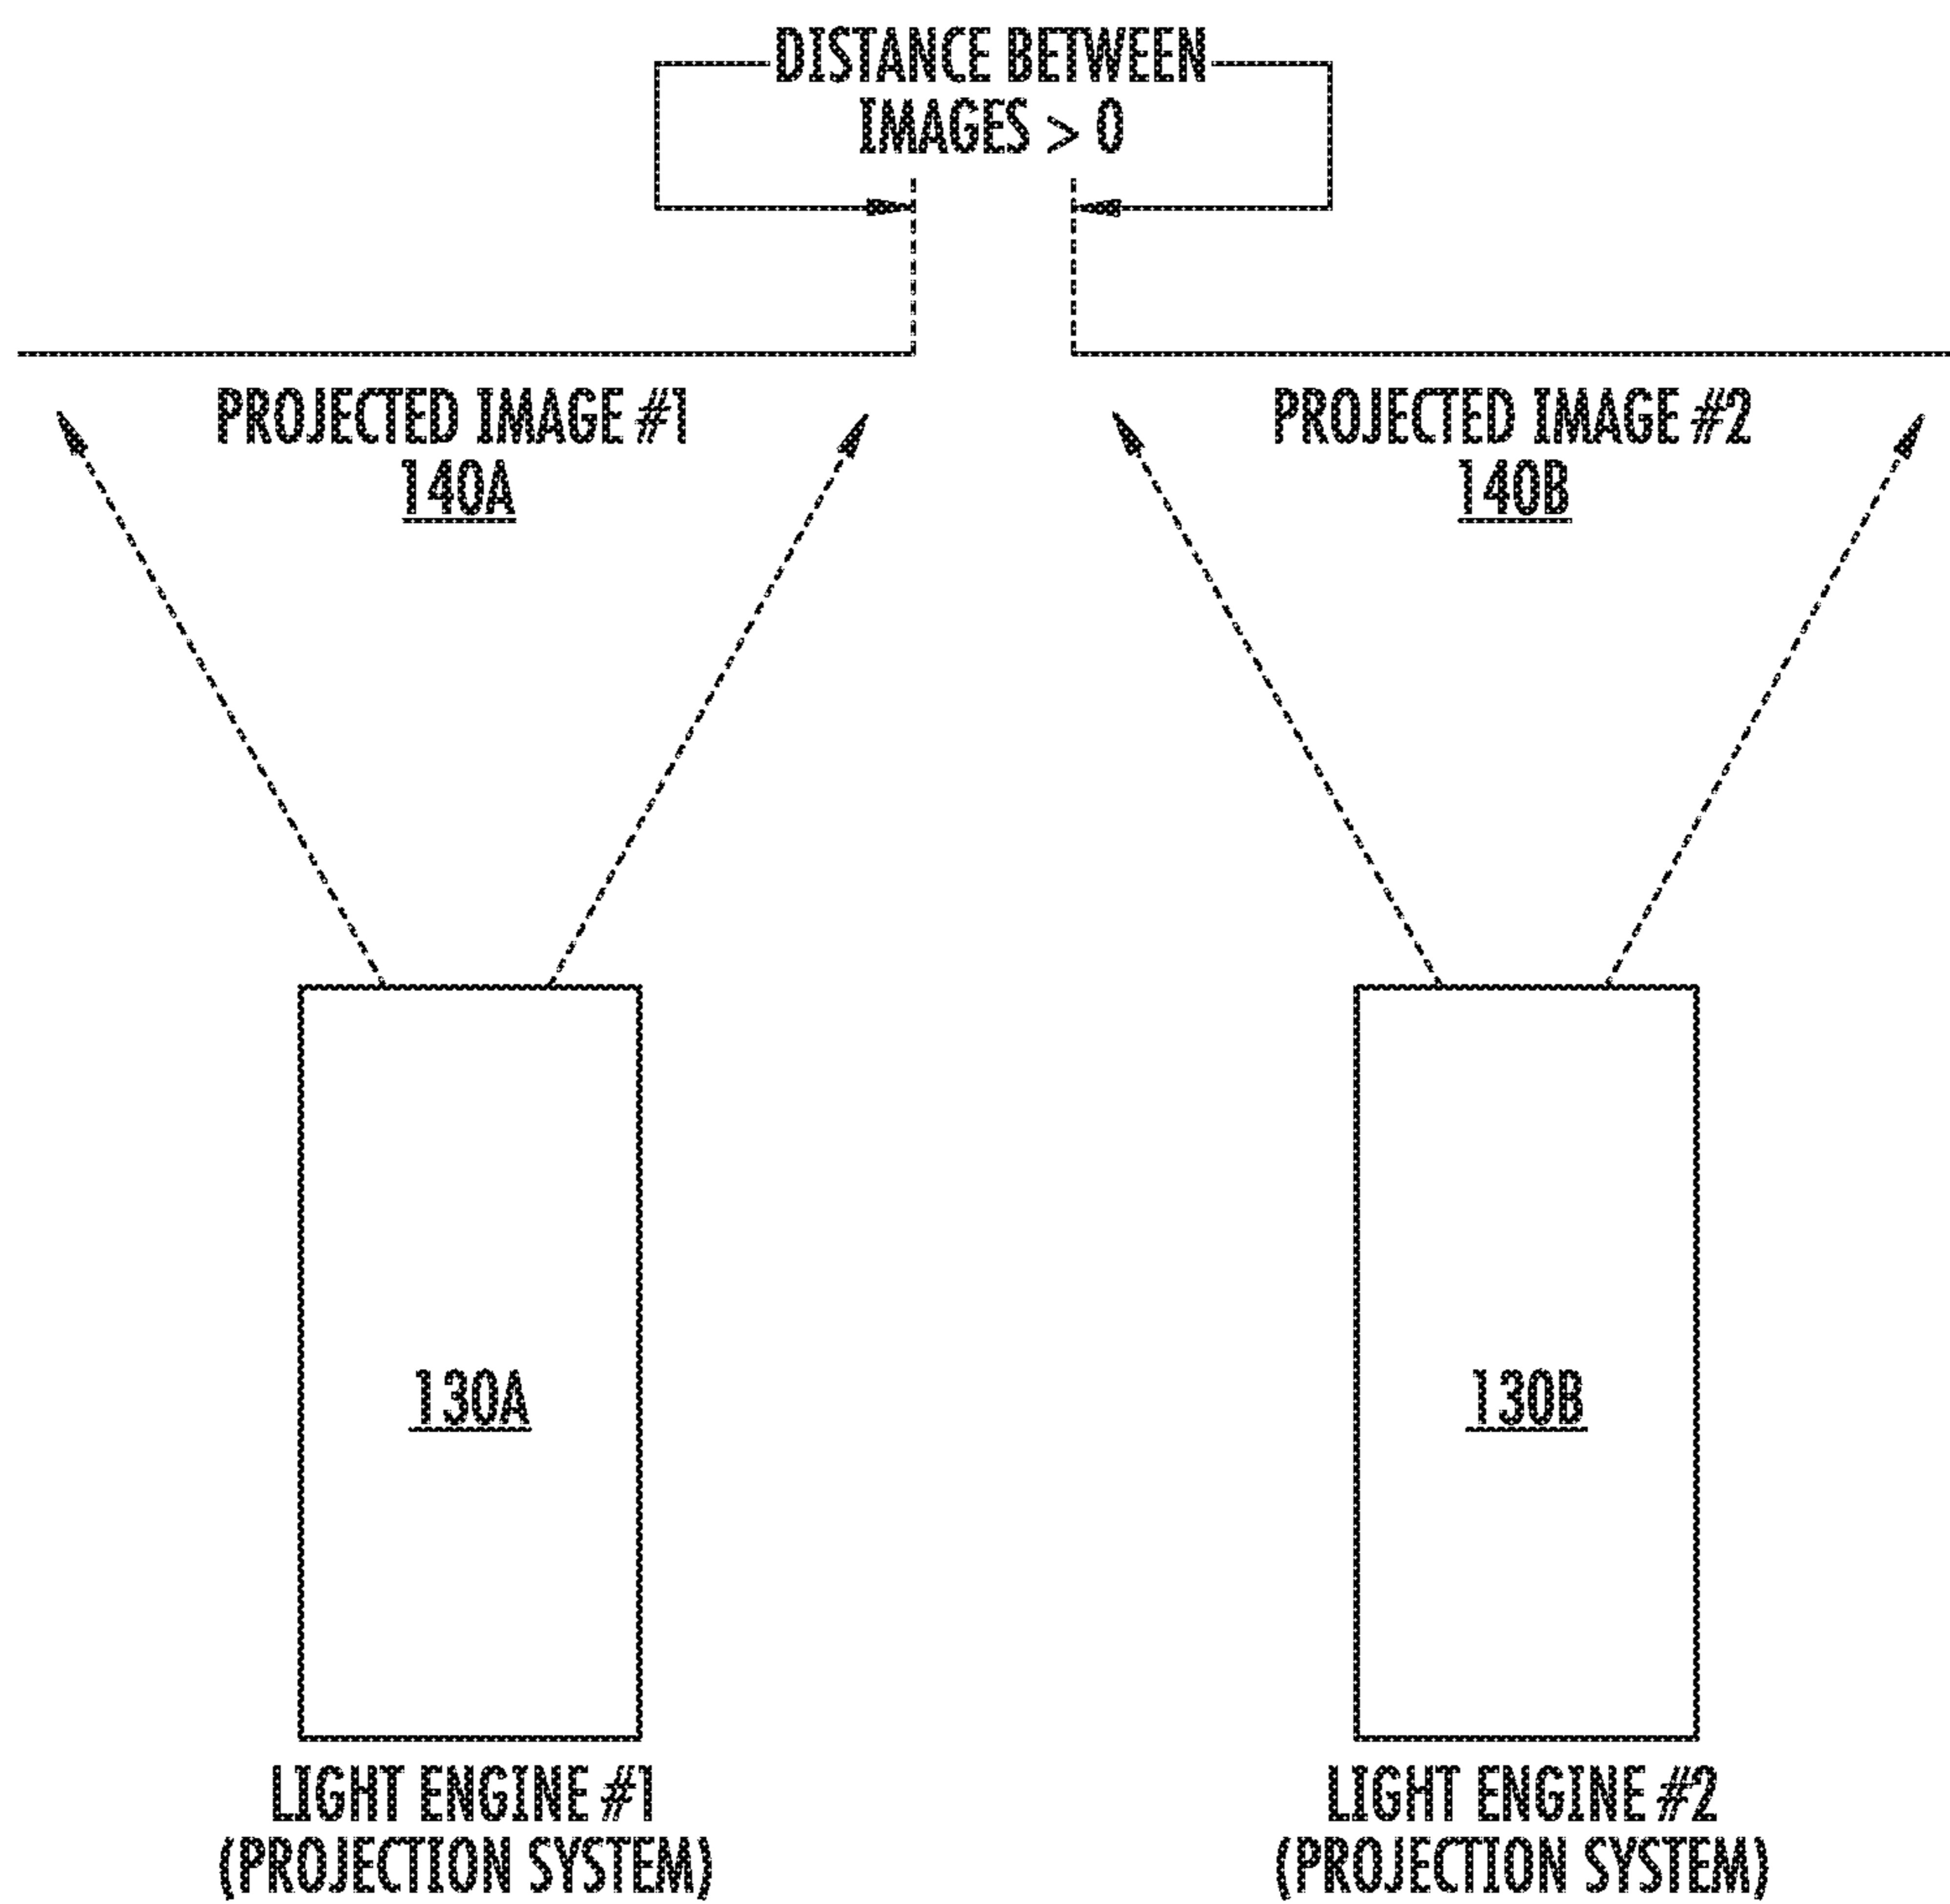 DISTANCE BETWEEN
IMAGES > 0
PROJECTED IMAGE #1
140A
PROJECTED IMAGE #2
140B
130A
130B
LIGHT ENGINE #1
(PROJECTION SYSTEM)
LIGHT ENGINE #2
(PROJECTION SYSTEM)